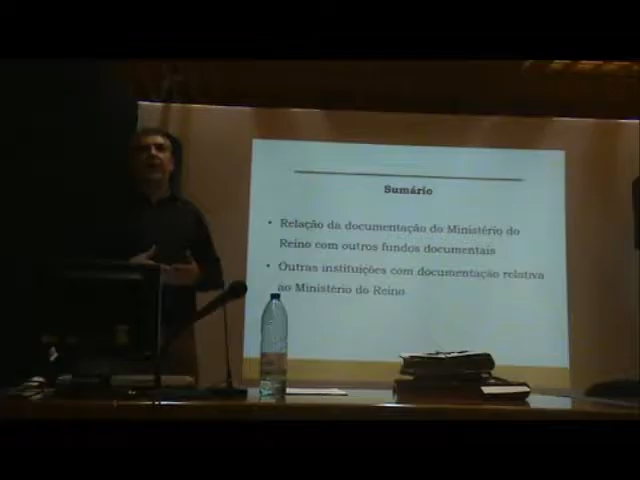 Sumário
• Relação da documentação do Ministério do
Reino com outros fundos documentais
• Outras instituições com documentação relativa
ao Ministério do Reino